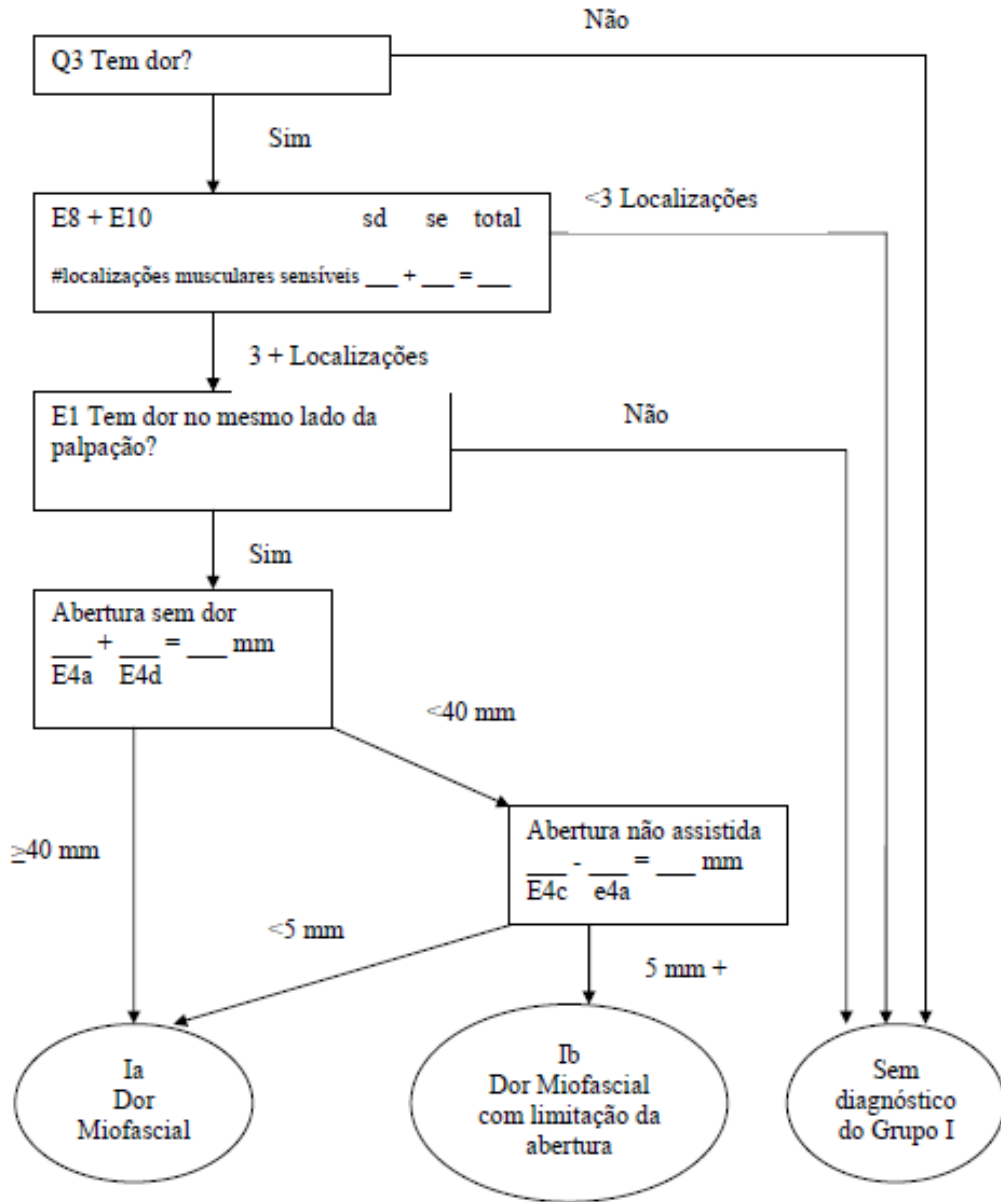 Não
Q3 Tem dor?
Sim
<3 Localizações
E8 + E10 sd se total
#localizações musculares sensíveis ___ + ___ = ___
3 + Localizações
E1 Tem dor no mesmo lado da
palpação?
Não
Sim
Abertura sem dor
___ + ___ = ___ mm
E4a E4d
<40 mm
≥40 mm
Abertura não assistida
___ - ___ = ___ mm
E4c e4a
<5 mm
5 mm +
Ia
Dor
Miofascial
Ib
Dor Miofascial
com limitação da
abertura
Sem
diagnóstico
do Grupo I